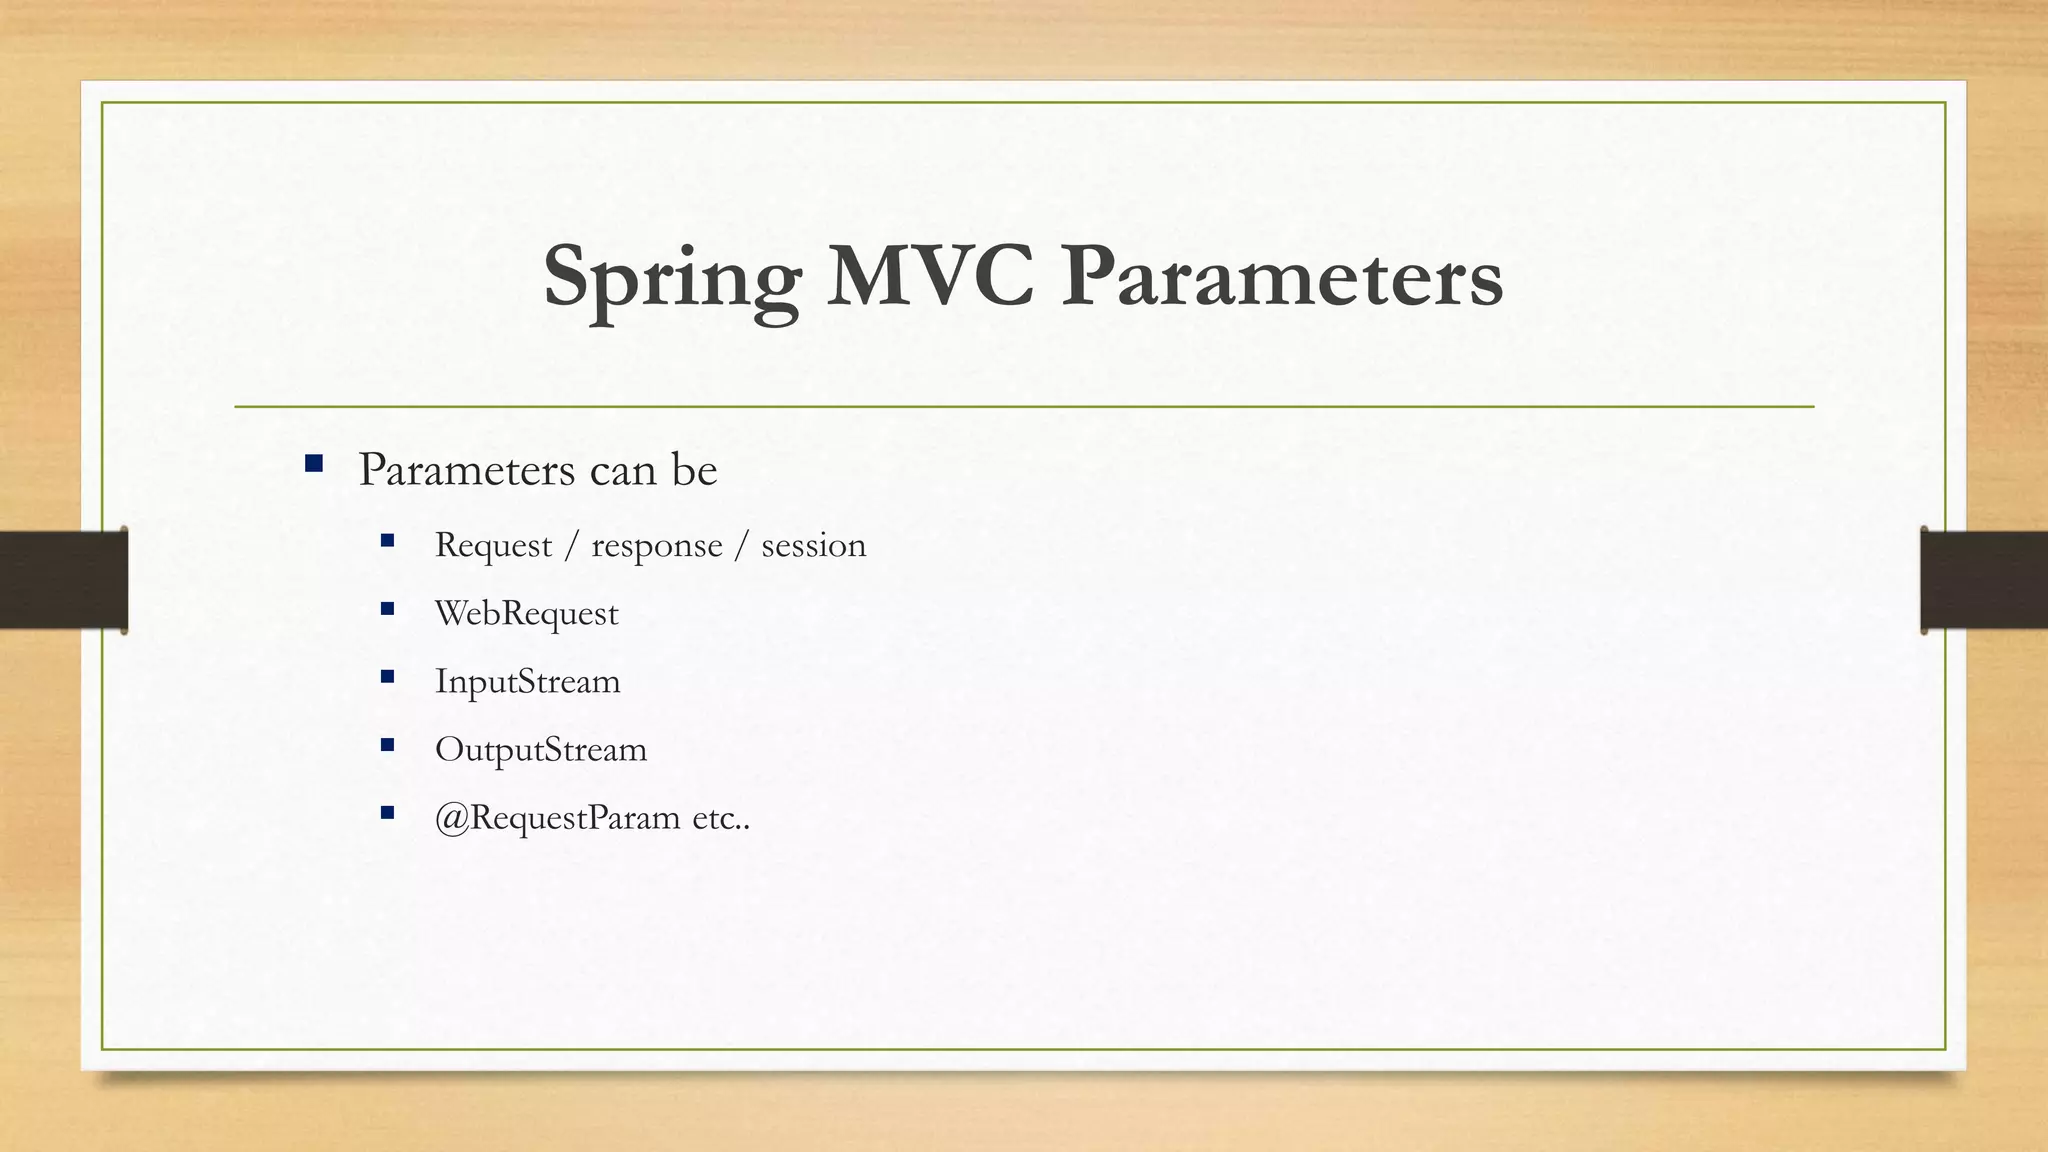 Spring MVC Parameters
Parameters can be
Request / response / session
WebRequest
InputStream
OutputStream
@RequestParam etc..